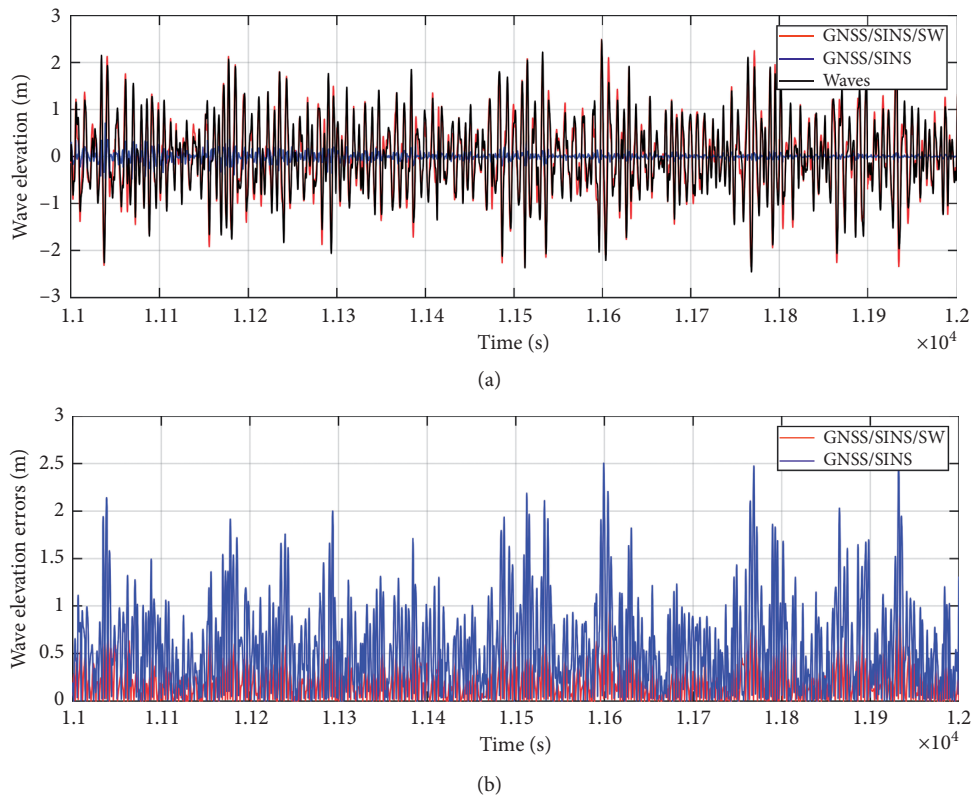 3
2
1
0
−1
−2
−3
Wave elevation (m)
GNSS/SINS/SW
GNSS/SINS
Waves
1.1 1.11 1.12 1.13 1.14 1.15 1.16 1.17 1.18 1.19 1.2
Time (s)
×10⁴
(a)
3
2.5
2
1.5
1
0.5
0
Wave elevation errors (m)
GNSS/SINS/SW
GNSS/SINS
1.1 1.11 1.12 1.13 1.14 1.15 1.16 1.17 1.18 1.19 1.2
Time (s)
×10⁴
(b)